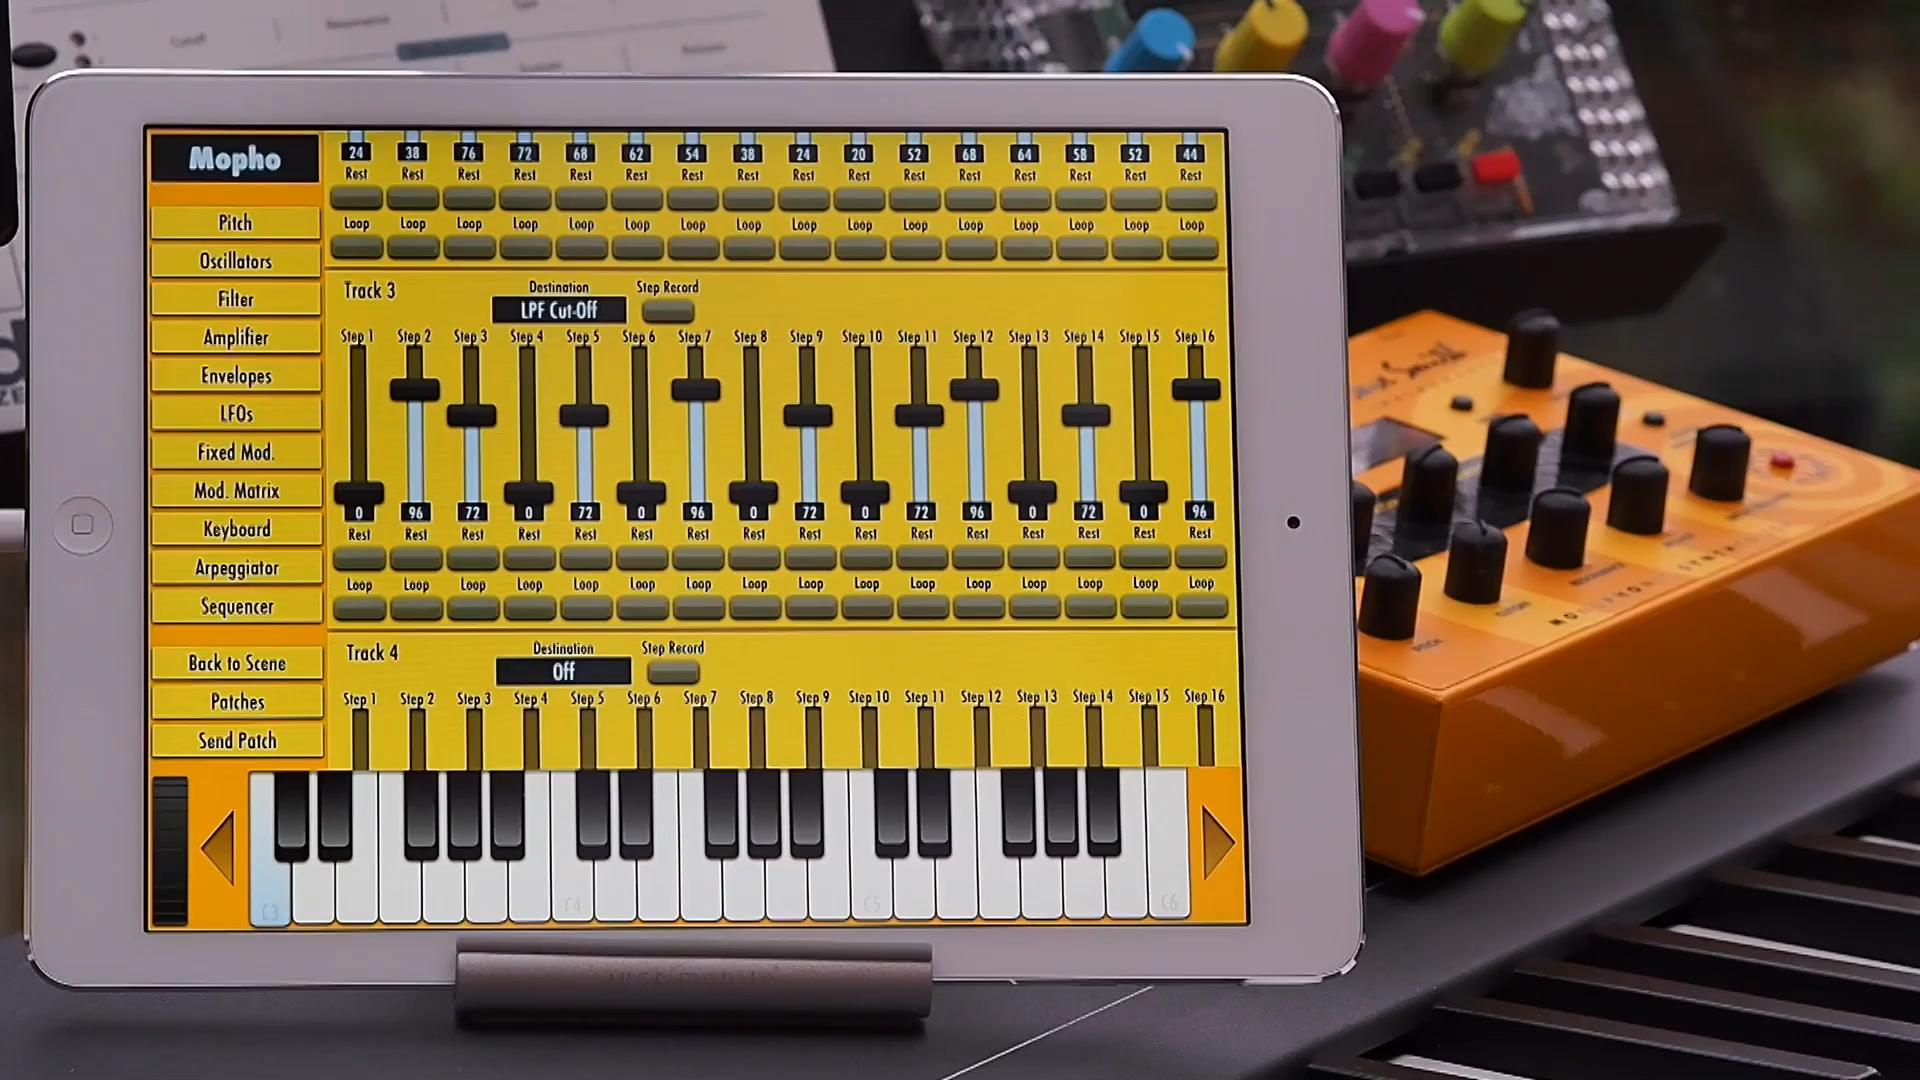 Mopho
Pitch
Oscillators
Filter
Amplifier
Envelopes
LFOs
Fixed Mod.
Mod. Matrix
Keyboard
Arpeggiator
Sequencer
Back to Scene
Patches
Send Patch
24 38 76 72 68 62 54 38 24 20 52 68 64 58 52 44
Rest Rest Rest Rest Rest Rest Rest Rest Rest Rest Rest Rest Rest Rest Rest Rest
Loop Loop Loop Loop Loop Loop Loop Loop Loop Loop Loop Loop Loop Loop Loop Loop
Track 3
Destination
LPF Cut-Off
Step Record
Step 1 Step 2 Step 3 Step 4 Step 5 Step 6 Step 7 Step 8 Step 9 Step 10 Step 11 Step 12 Step 13 Step 14 Step 15 Step 16
0 96 72 0 72 0 96 0 72 0 72 96 0 72 0 96
Rest Rest Rest Rest Rest Rest Rest Rest Rest Rest Rest Rest Rest Rest Rest Rest
Loop Loop Loop Loop Loop Loop Loop Loop Loop Loop Loop Loop Loop Loop Loop Loop
Track 4
Destination
Off
Step Record
Step 1 Step 2 Step 3 Step 4 Step 5 Step 6 Step 7 Step 8 Step 9 Step 10 Step 11 Step 12 Step 13 Step 14 Step 15 Step 16
C3 C4 C5 C6